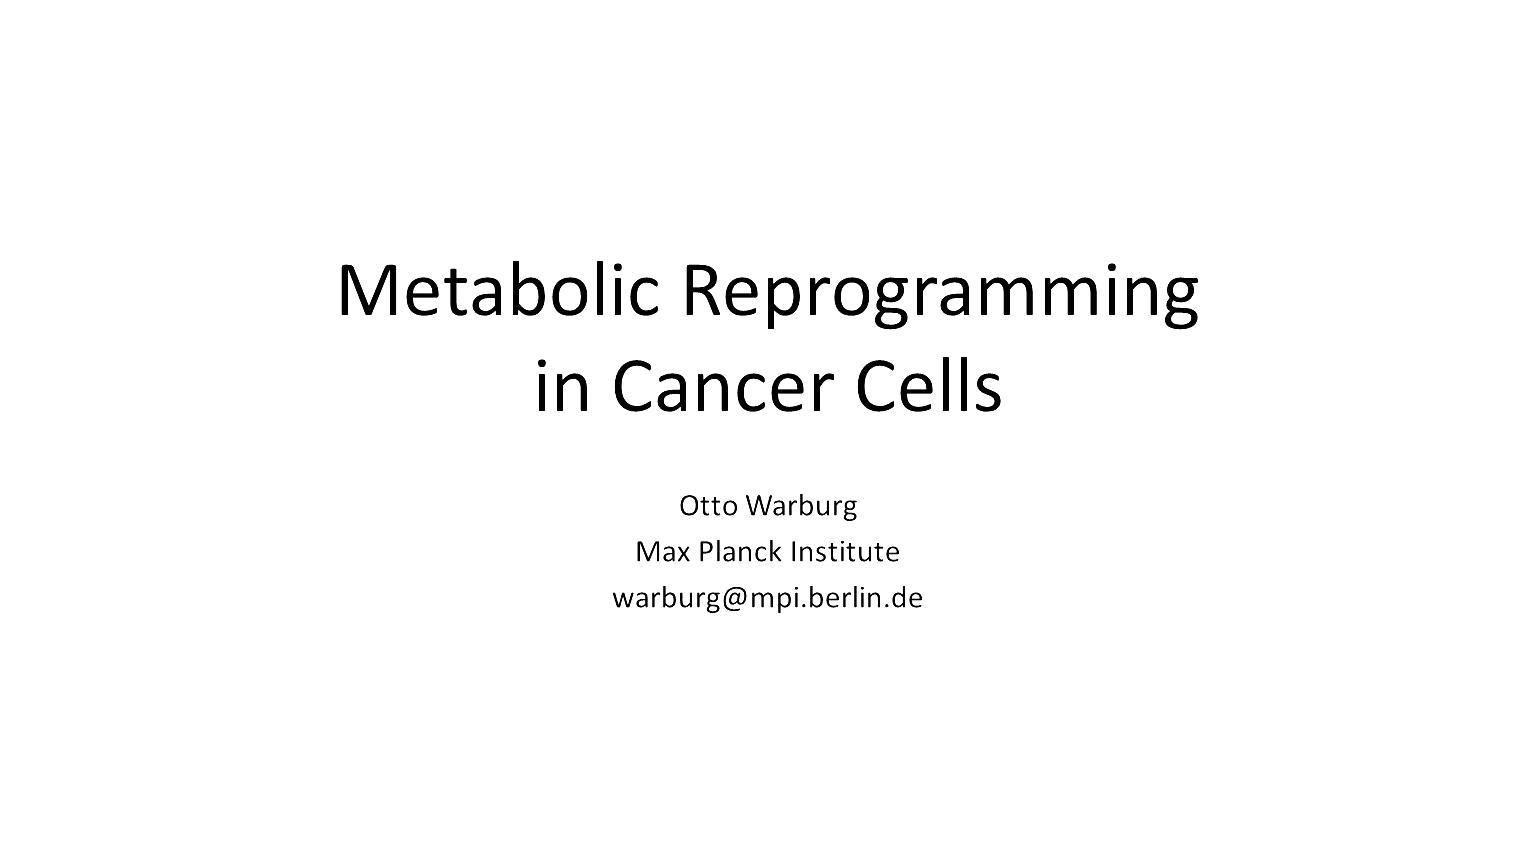 Metabolic Reprogramming
in Cancer Cells
Otto Warburg
Max Planck Institute
warburg@mpi.berlin.de